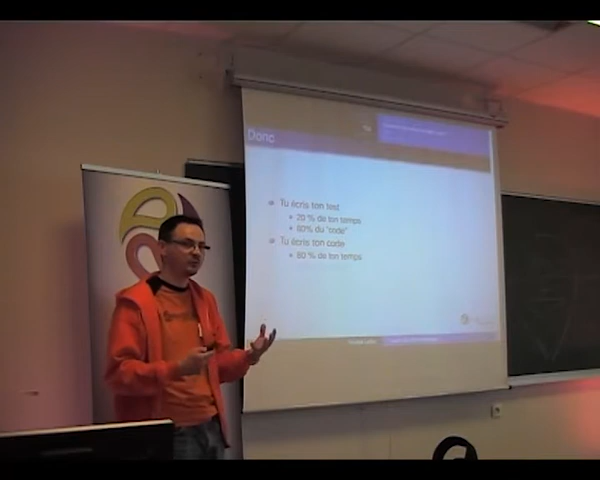 Donc
Tu écris ton test
20 % de ton temps
80% du "code"
Tu écris ton code
80 % de ton temps